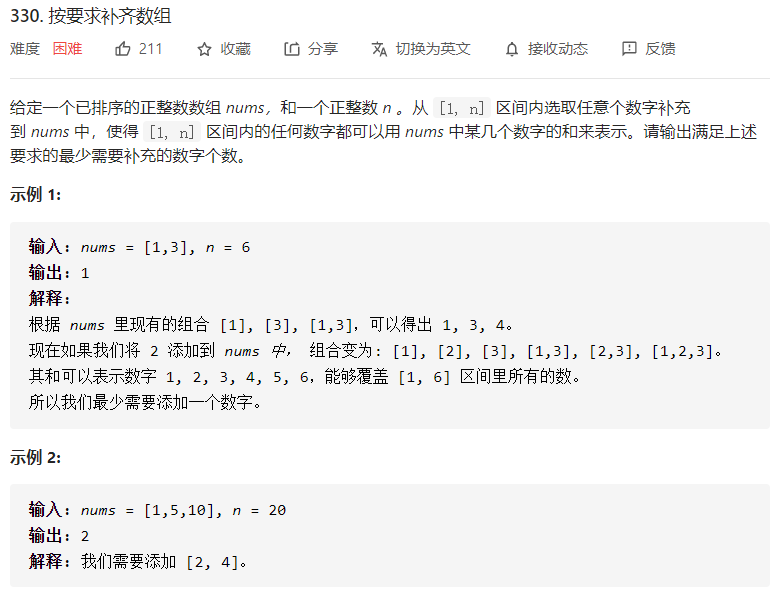 330. 按要求补齐数组
难度 困难 211 收藏 分享 切换为英文 接收动态 反馈
给定一个已排序的正整数数组 nums，和一个正整数 n 。从 [1, n] 区间内选取任意个数字补充
到 nums 中，使得 [1, n] 区间内的任何数字都可以用 nums 中某几个数字的和来表示。请输出满足上述
要求的最少需要补充的数字个数。
示例 1:
输入: nums = [1,3], n = 6
输出: 1
解释:
根据 nums 里现有的组合 [1], [3], [1,3]，可以得出 1, 3, 4。
现在如果我们将 2 添加到 nums 中， 组合变为: [1], [2], [3], [1,3], [2,3], [1,2,3]。
其和可以表示数字 1, 2, 3, 4, 5, 6，能够覆盖 [1, 6] 区间里所有的数。
所以我们最少需要添加一个数字。
示例 2:
输入: nums = [1,5,10], n = 20
输出: 2
解释: 我们需要添加 [2, 4]。